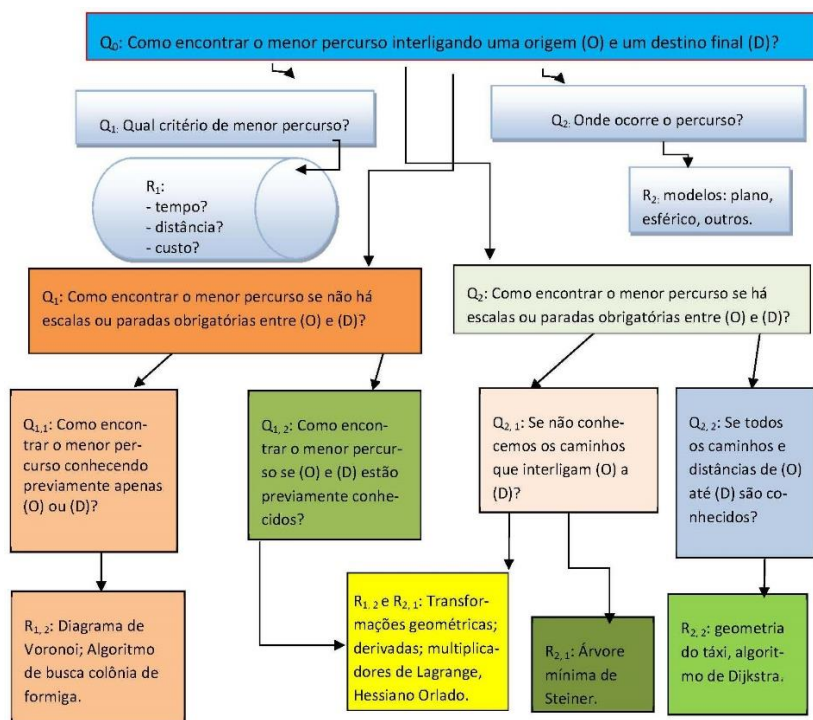 Q0: Como encontrar o menor percurso interligando uma origem (O) e um destino final (D)?
Q1: Qual critério de menor percurso?
Q2: Onde ocorre o percurso?
R1:
- tempo?
- distância?
- custo?
R2: modelos: plano,
esférico, outros.
Q1: Como encontrar o menor percurso se não há
escalas ou paradas obrigatórias entre (O) e (D)?
Q2: Como encontrar o menor percurso se há
escalas ou paradas obrigatórias entre (O) e (D)?
Q1,1: Como encon-
trar o menor per-
curso conhecendo
previamente apenas
(O) ou (D)?
Q1, 2: Como encon-
trar o menor percur-
so se (O) e (D) estão
previamente conhe-
cidos?
Q2, 1: Se não conhe-
cemos os caminhos
que interligam (O) a
(D)?
Q2, 2: Se todos
os caminhos e
distâncias de (O)
até (D) são co-
nhecidos?
R1, 2: Diagrama de
Voronoi; Algoritmo
de busca colônia de
formiga.
R1, 2 e R2, 1: Transfor-
mações geométricas;
derivadas; multiplica-
dores de Lagrange,
Hessiano Orlado.
R2, 1: Árvore
mínima de
Steiner.
R2, 2: geometria
do táxi, algorit-
mo de Dijkstra.